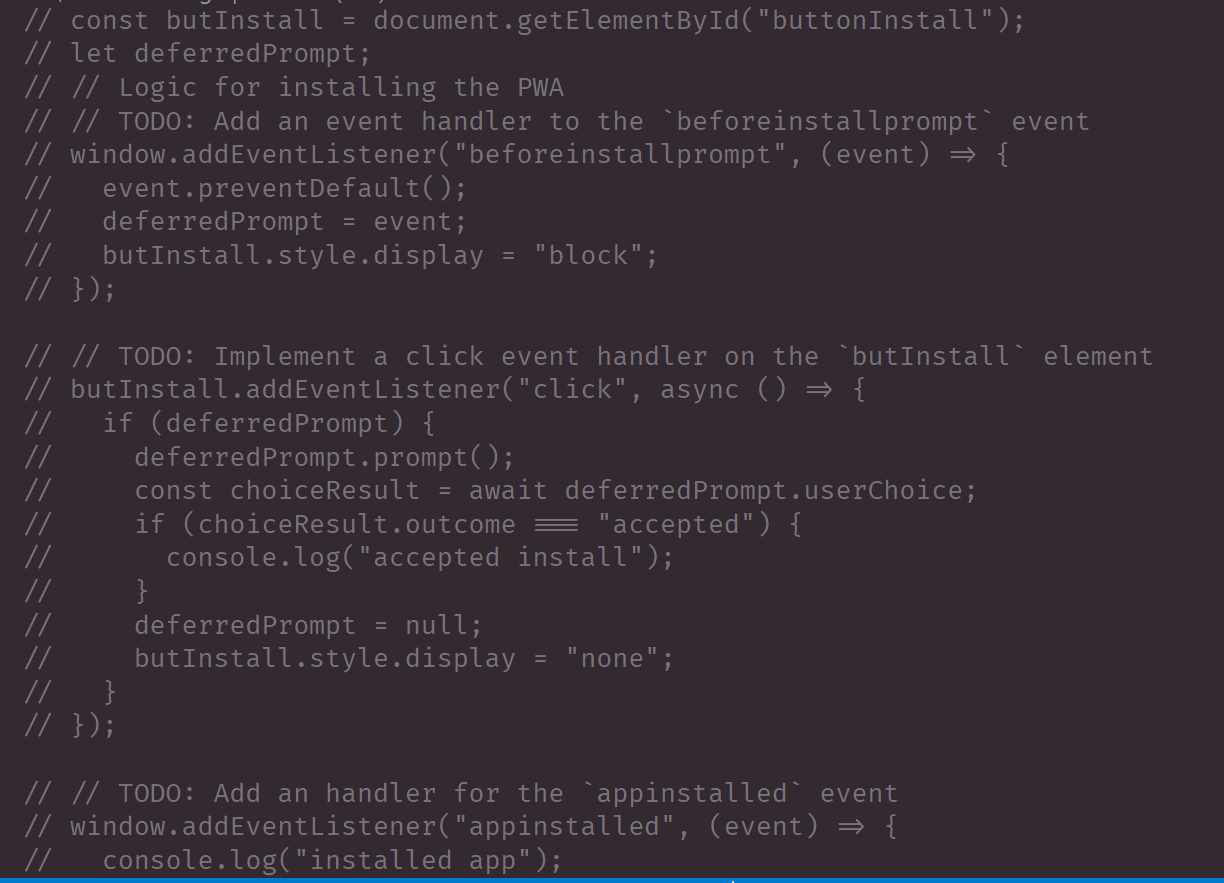 // const butInstall = document.getElementById("buttonInstall");
// let deferredPrompt;
// // Logic for installing the PWA
// // TODO: Add an event handler to the `beforeinstallprompt` event
// window.addEventListener("beforeinstallprompt", (event) => {
//   event.preventDefault();
//   deferredPrompt = event;
//   butInstall.style.display = "block";
// });

// // TODO: Implement a click event handler on the `butInstall` element
// butInstall.addEventListener("click", async () => {
//   if (deferredPrompt) {
//     deferredPrompt.prompt();
//     const choiceResult = await deferredPrompt.userChoice;
//     if (choiceResult.outcome === "accepted") {
//       console.log("accepted install");
//     }
//     deferredPrompt = null;
//     butInstall.style.display = "none";
//   }
// });

// // TODO: Add an handler for the `appinstalled` event
// window.addEventListener("appinstalled", (event) => {
//   console.log("installed app");